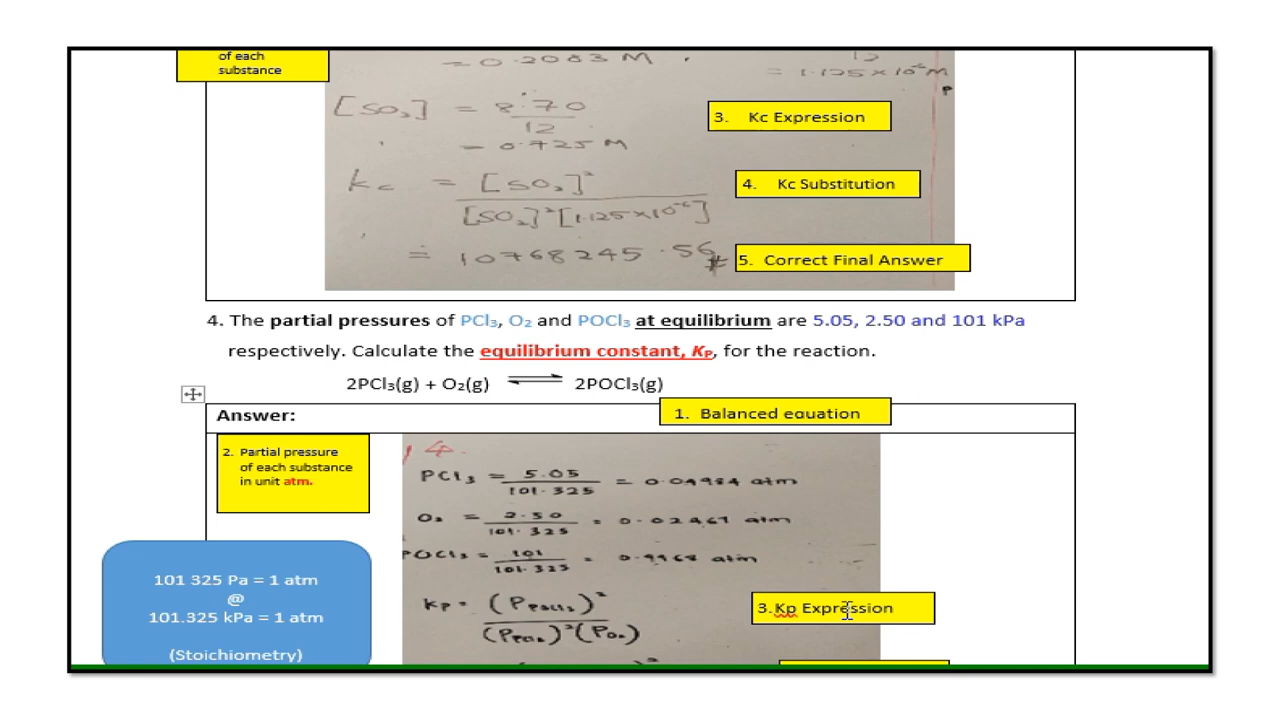 of each
substance
= 0.2083 M .
12
= 1.125 x 10⁻⁶ M
[SO₃] = 8.70
12
= 0.725 M
3. Kc Expression
Kc = [SO₃]²
[SO₂]²[1.125x10⁻⁶]
4. Kc Substitution
= 10768245.56
5. Correct Final Answer
4. The partial pressures of PCl₃, O₂ and POCl₃ at equilibrium are 5.05, 2.50 and 101 kPa
respectively. Calculate the equilibrium constant, KP, for the reaction.
2PCl₃(g) + O₂(g) ⇌ 2POCl₃(g)
Answer:
1. Balanced equation
2. Partial pressure
of each substance
in unit atm.
4.
PCl₃ = 5.05
101.325
= 0.04984 atm
O₂ = 2.50
101.325
= 0.02467 atm
POCl₃ = 101
101.325
= 0.9968 atm
Kp = (PPOCl₃)²
(PPCl₃)²(PO₂)
3. Kp Expression
101 325 Pa = 1 atm
@
101.325 kPa = 1 atm
(Stoichiometry)